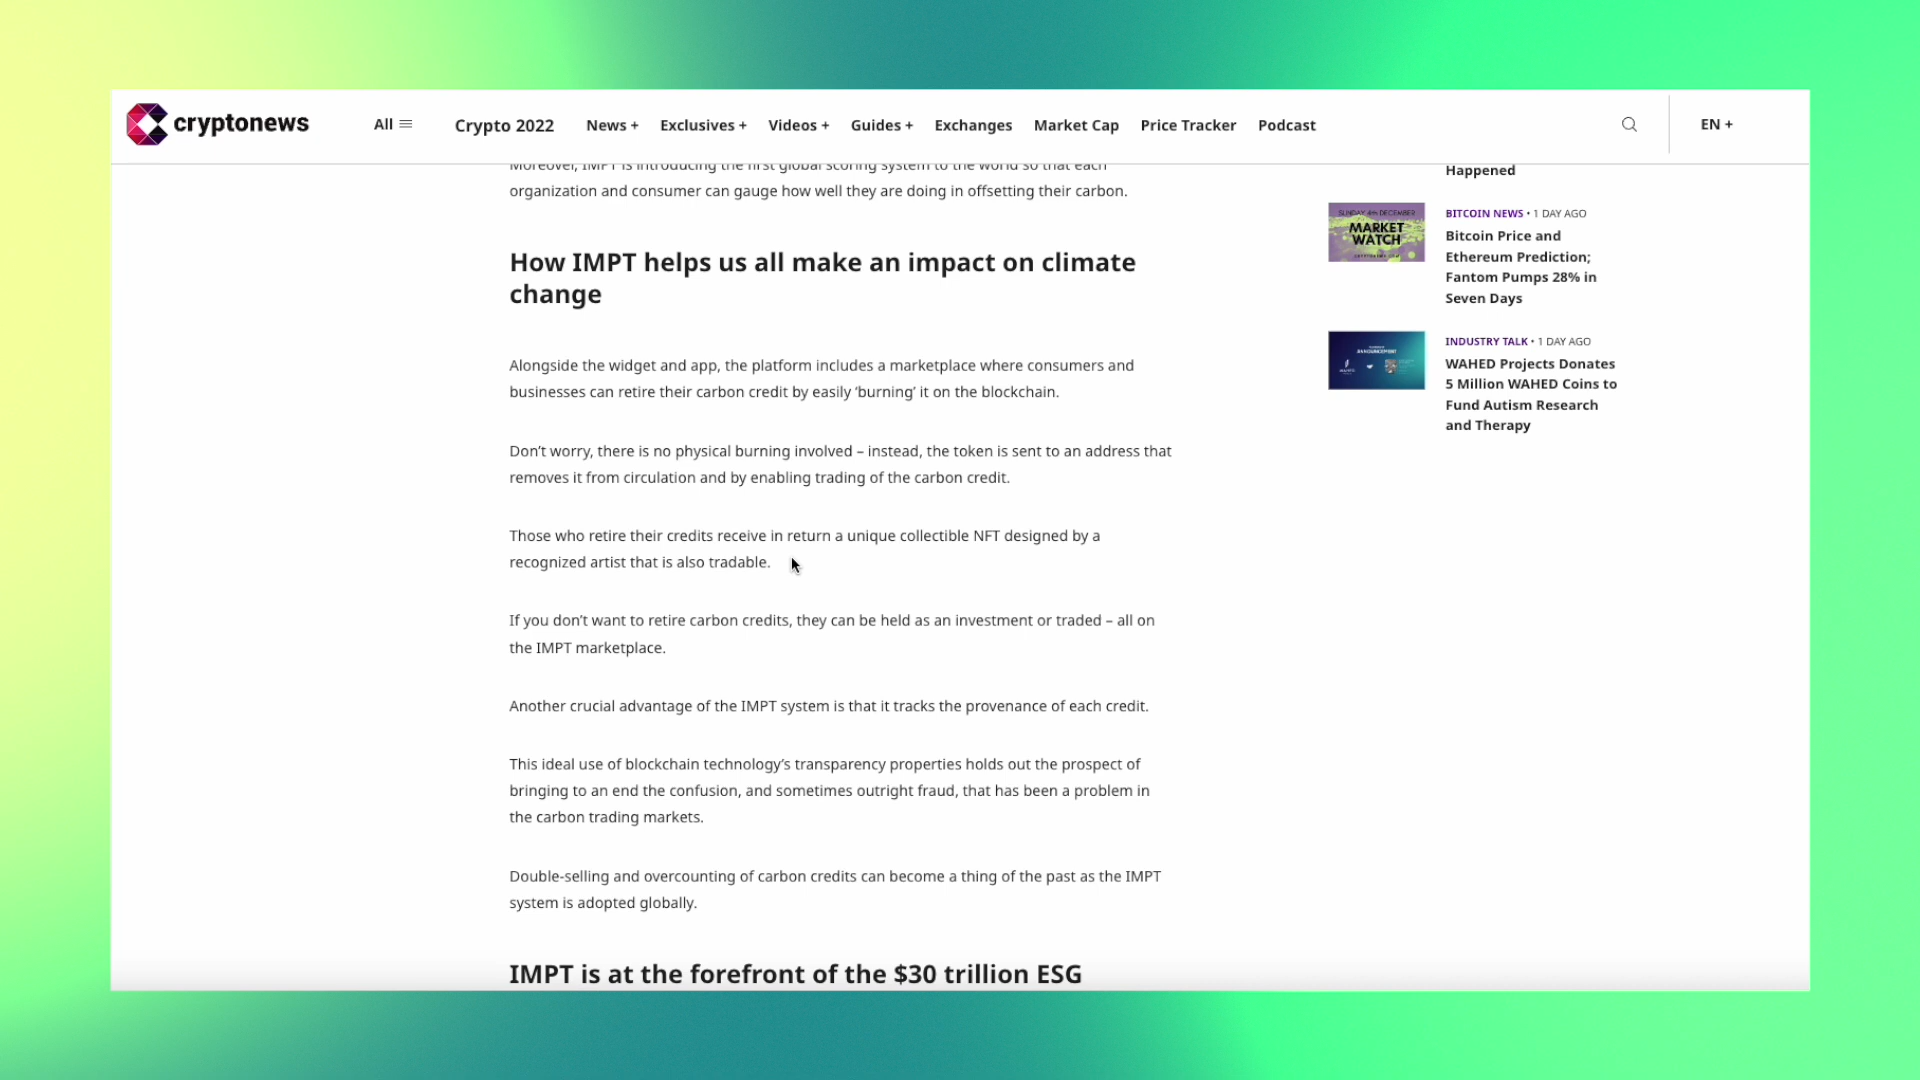 cryptonews
All
Crypto 2022
News +
Exclusives +
Videos +
Guides +
Exchanges
Market Cap
Price Tracker
Podcast
EN +
Moreover, IMPT is introducing the first global scoring system to the world so that each
organization and consumer can gauge how well they are doing in offsetting their carbon.
How IMPT helps us all make an impact on climate
change
Alongside the widget and app, the platform includes a marketplace where consumers and
businesses can retire their carbon credit by easily ‘burning’ it on the blockchain.
Don’t worry, there is no physical burning involved – instead, the token is sent to an address that
removes it from circulation and by enabling trading of the carbon credit.
Those who retire their credits receive in return a unique collectible NFT designed by a
recognized artist that is also tradable.
If you don’t want to retire carbon credits, they can be held as an investment or traded – all on
the IMPT marketplace.
Another crucial advantage of the IMPT system is that it tracks the provenance of each credit.
This ideal use of blockchain technology’s transparency properties holds out the prospect of
bringing to an end the confusion, and sometimes outright fraud, that has been a problem in
the carbon trading markets.
Double-selling and overcounting of carbon credits can become a thing of the past as the IMPT
system is adopted globally.
IMPT is at the forefront of the $30 trillion ESG
Happened
SUNDAY 4th DECEMBER
MARKET
WATCH
BITCOIN NEWS • 1 DAY AGO
Bitcoin Price and
Ethereum Prediction;
Fantom Pumps 28% in
Seven Days
ANNOUNCEMENT
INDUSTRY TALK • 1 DAY AGO
WAHED Projects Donates
5 Million WAHED Coins to
Fund Autism Research
and Therapy